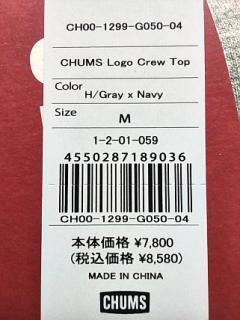 CH00-1299-G050-04
CHUMS Logo Crew Top
Color
H/Gray x Navy
Size
M
1-2-01-059
4550287189036
CH00-1299-G050-04
本体価格 ¥7,800
(税込価格 ¥8,580)
MADE IN CHINA
CHUMS